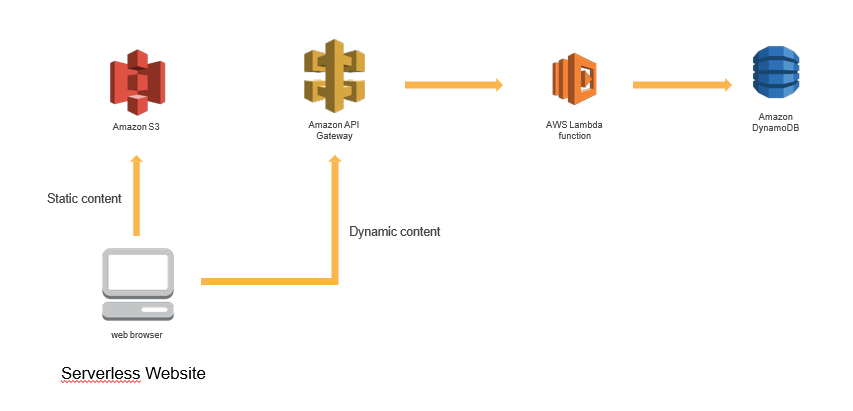 Amazon S3
Amazon API
Gateway
AWS Lambda
function
Amazon
DynamoDB
Static content
Dynamic content
web browser
Serverless Website